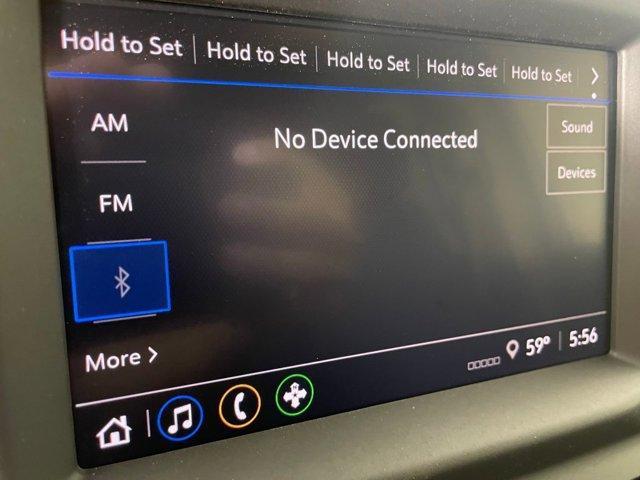 Hold to Set Hold to Set Hold to Set Hold to Set Hold to Set >
AM
No Device Connected
Sound
Devices
FM
More >
59° 5:56